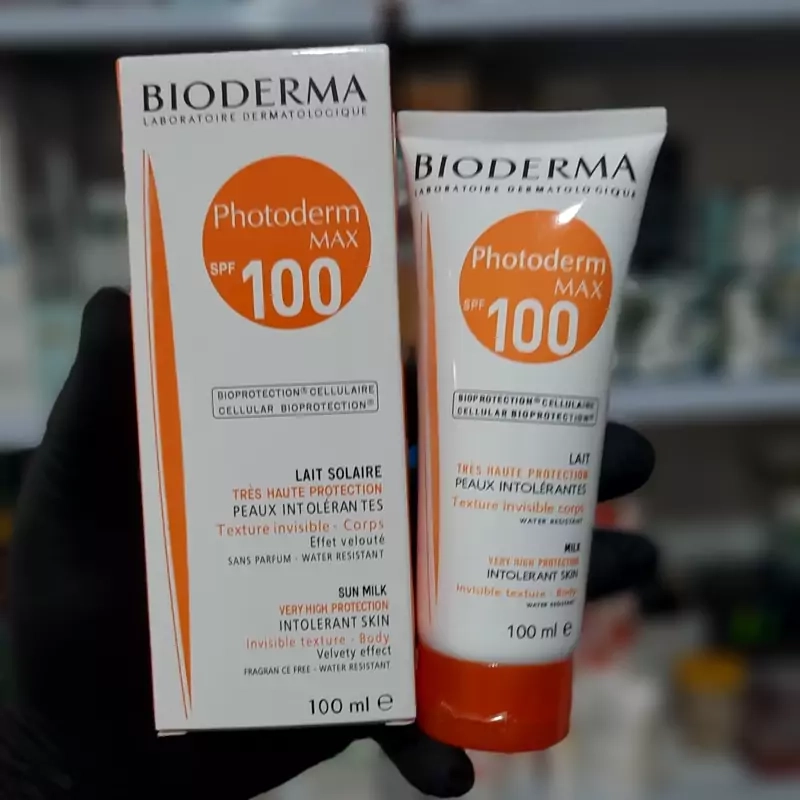 BIODERMA
LABORATOIRE DERMATOLOGIQUE
Photoderm
MAX
SPF 100
BIOPROTECTION® CELLULAIRE
CELLULAR BIOPROTECTION®
LAIT SOLAIRE
TRÈS HAUTE PROTECTION
PEAUX INTOLÉRANTES
Texture invisible - Corps
Effet velouté
SANS PARFUM - WATER RESISTANT
SUN MILK
VERY HIGH PROTECTION
INTOLERANT SKIN
Invisible texture - Body
Velvety effect
FRAGRAN CE FREE - WATER RESISTANT
100 ml e
BIODERMA
LABORATOIRE DERMATOLOGIQUE
Photoderm
MAX
SPF 100
BIOPROTECTION® CELLULAIRE
CELLULAR BIOPROTECTION®
LAIT
TRÈS HAUTE PROTECTION
PEAUX INTOLÉRANTES
Texture invisible corps
WATER RESISTANT
MILK
VERY HIGH PROTECTION
INTOLERANT SKIN
Invisible texture - Body
WATER RESISTANT
100 ml e